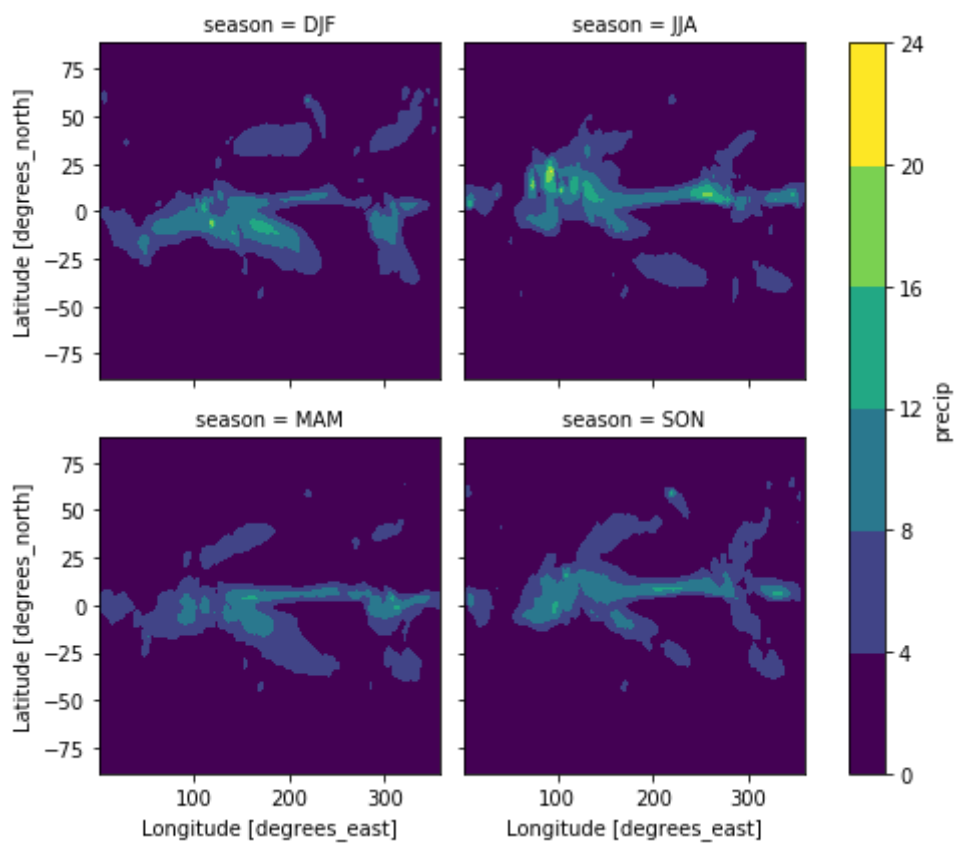 season = DJF
season = JJA
75
50
25
0
−25
−50
−75
Latitude [degrees_north]
season = MAM
season = SON
75
50
25
0
−25
−50
−75
Latitude [degrees_north]
100 200 300
100 200 300
Longitude [degrees_east]
Longitude [degrees_east]
24
20
16
12
8
4
0
precip